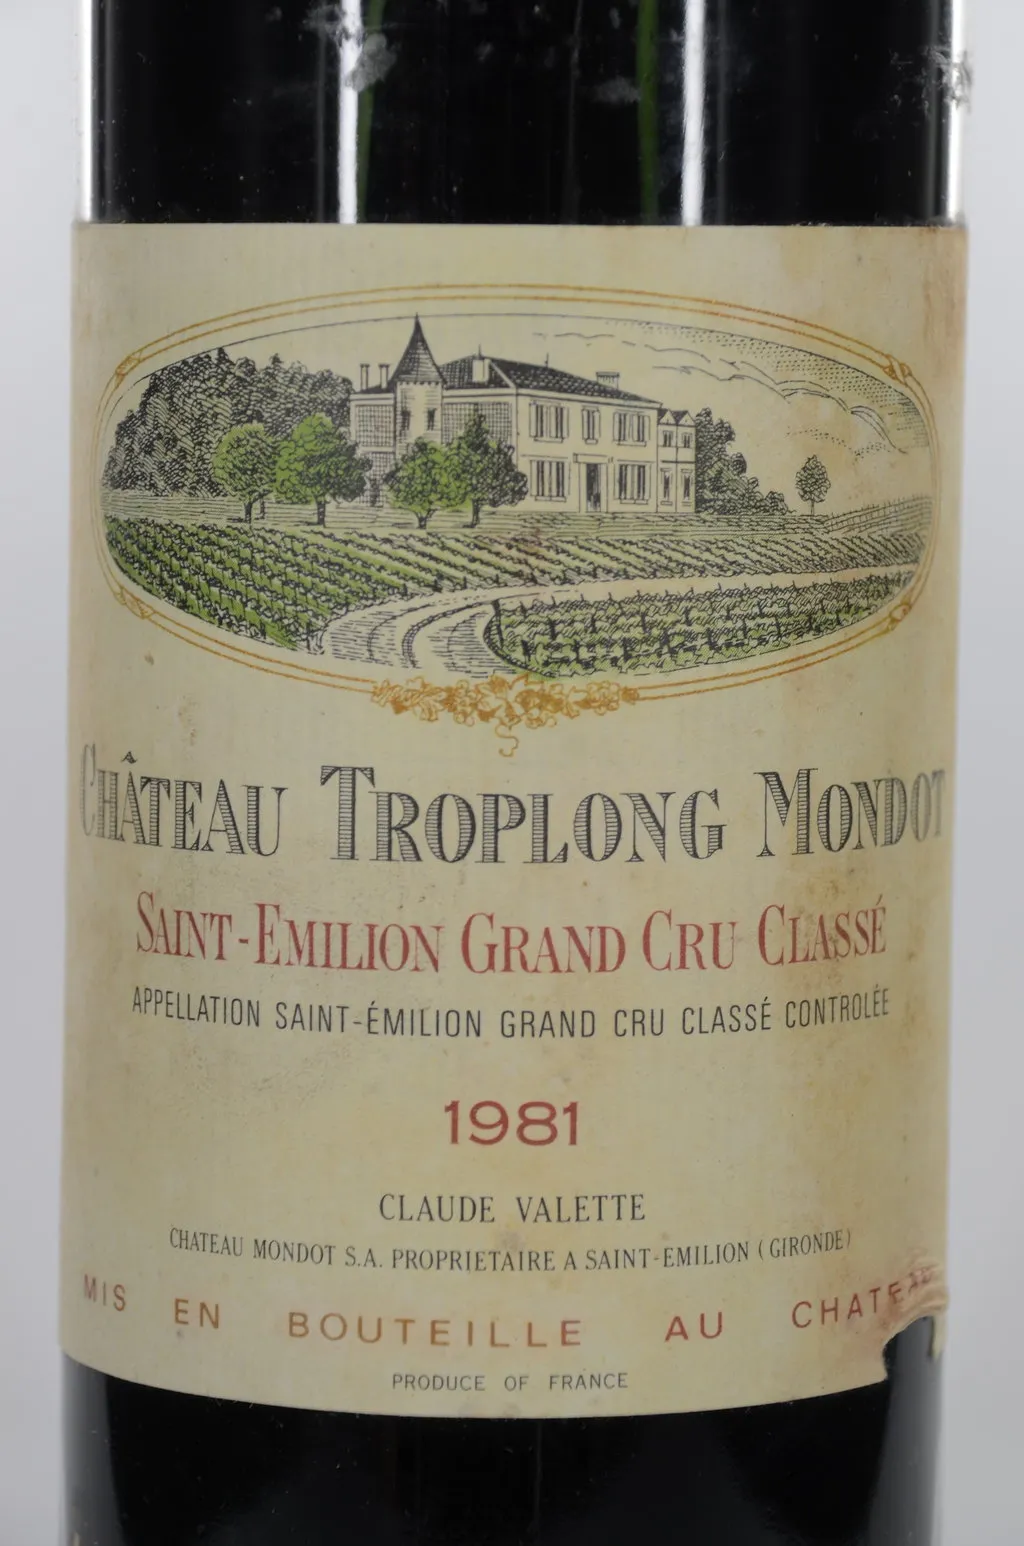 CHÂTEAU TROPLONG MONDOT
SAINT-EMILION GRAND CRU CLASSÉ
APPELLATION SAINT-ÉMILION GRAND CRU CLASSÉ CONTROLÉE
1981
CLAUDE VALETTE
CHATEAU MONDOT S.A. PROPRIETAIRE A SAINT-EMILION (GIRONDE)
MIS EN BOUTEILLE AU CHATEAU
PRODUCE OF FRANCE